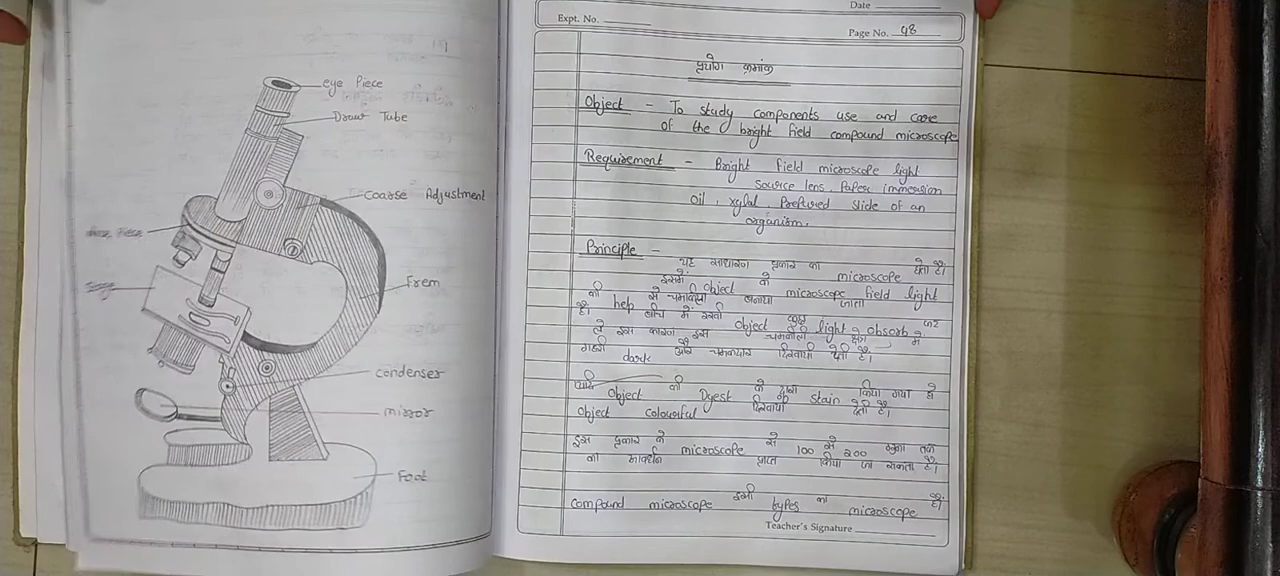 eye Piece
Draw Tube
Coarse Adjustment
Frem
condenser
mirror
Foot
Date
Expt. No.
Page No. 48
प्रयोग क्रमांक
Object - To study components use and care
of the bright field compound microscope
Requirement - Bright field microscope light
source lens, Paper immersion
oil, xylal Prefured slide of an
organism.
Principle -
यह साधारण प्रकार का microscope होता है।
इसमें object को microscope field light
की help से चमकीला बनाया जाता
है। बीच में रखी object कुछ light obsorb कर
ले इस कारण इस चमकीली क्षेत्र में
गहरी dark और चमकदार दिखायी देती है।
यदि object की Dyest के द्वारा stain किया गया हो
object colourful दिखायी देती है।
इस प्रकार के microscope से 100 से 200 गुना तक
का आवर्धन प्राप्त किया जा सकता है।
compound microscope इसी types का microscope है।
Teacher's Signature